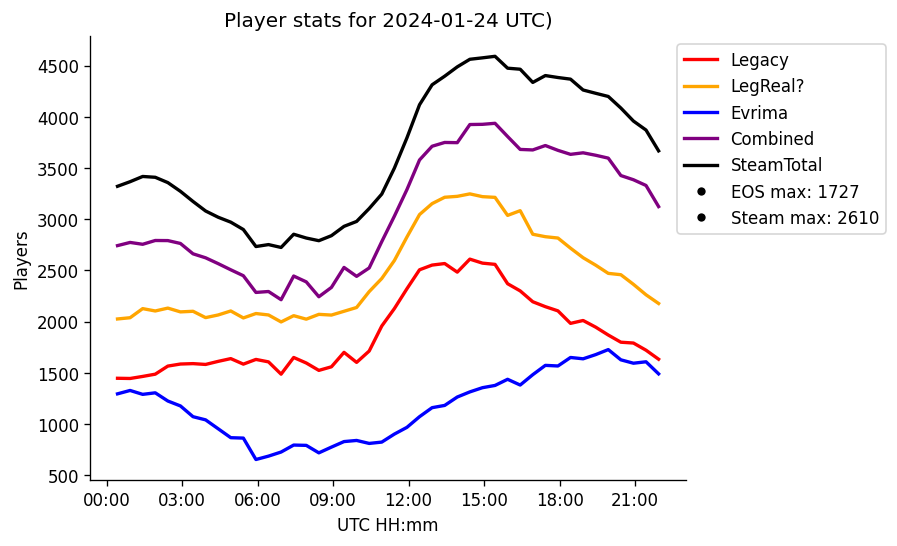 Player stats for 2024-01-24 UTC)
Legacy
LegReal?
Evrima
Combined
SteamTotal
EOS max: 1727
Steam max: 2610
Players
4500
4000
3500
3000
2500
2000
1500
1000
500
00:00 03:00 06:00 09:00 12:00 15:00 18:00 21:00
UTC HH:mm